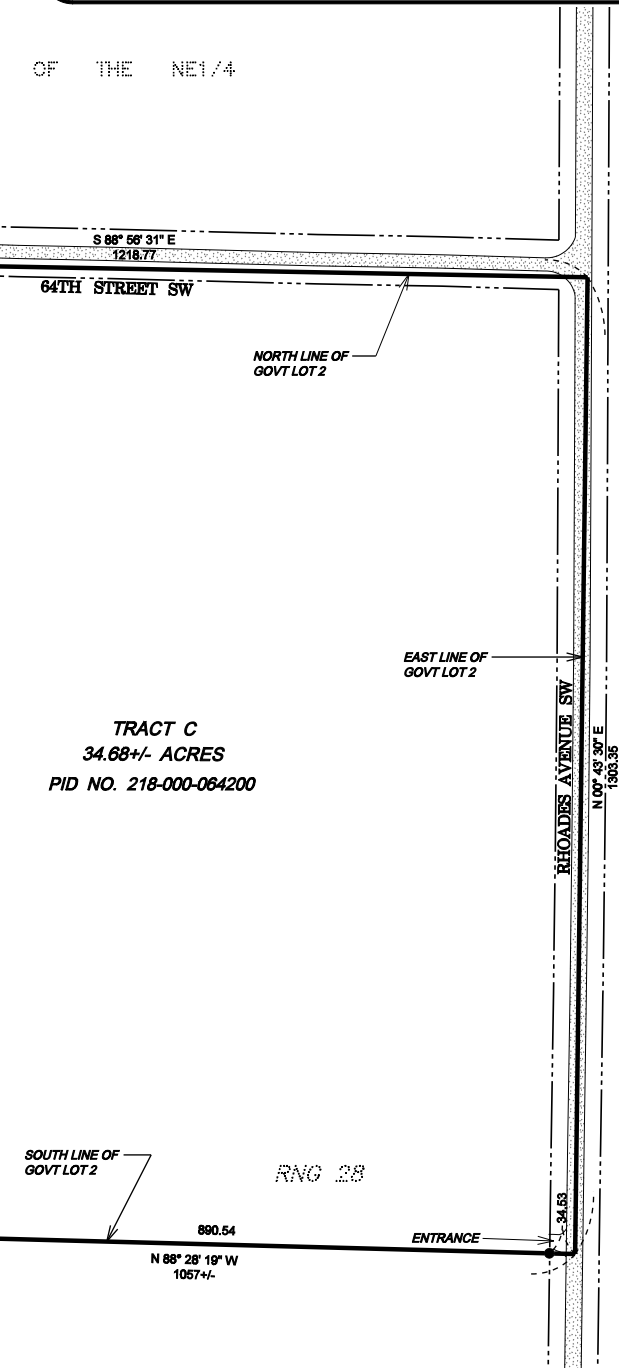 OF THE NE1/4
S 88° 56' 31" E
1218.77
64TH STREET SW
NORTH LINE OF
GOVT LOT 2
EAST LINE OF
GOVT LOT 2
TRACT C
34.68+/- ACRES
PID NO. 218-000-064200
RHOADES AVENUE SW
N 00° 43' 30" E
1303.35
SOUTH LINE OF
GOVT LOT 2
RNG 28
34.53
890.54
ENTRANCE
N 88° 28' 19" W
1057+/-